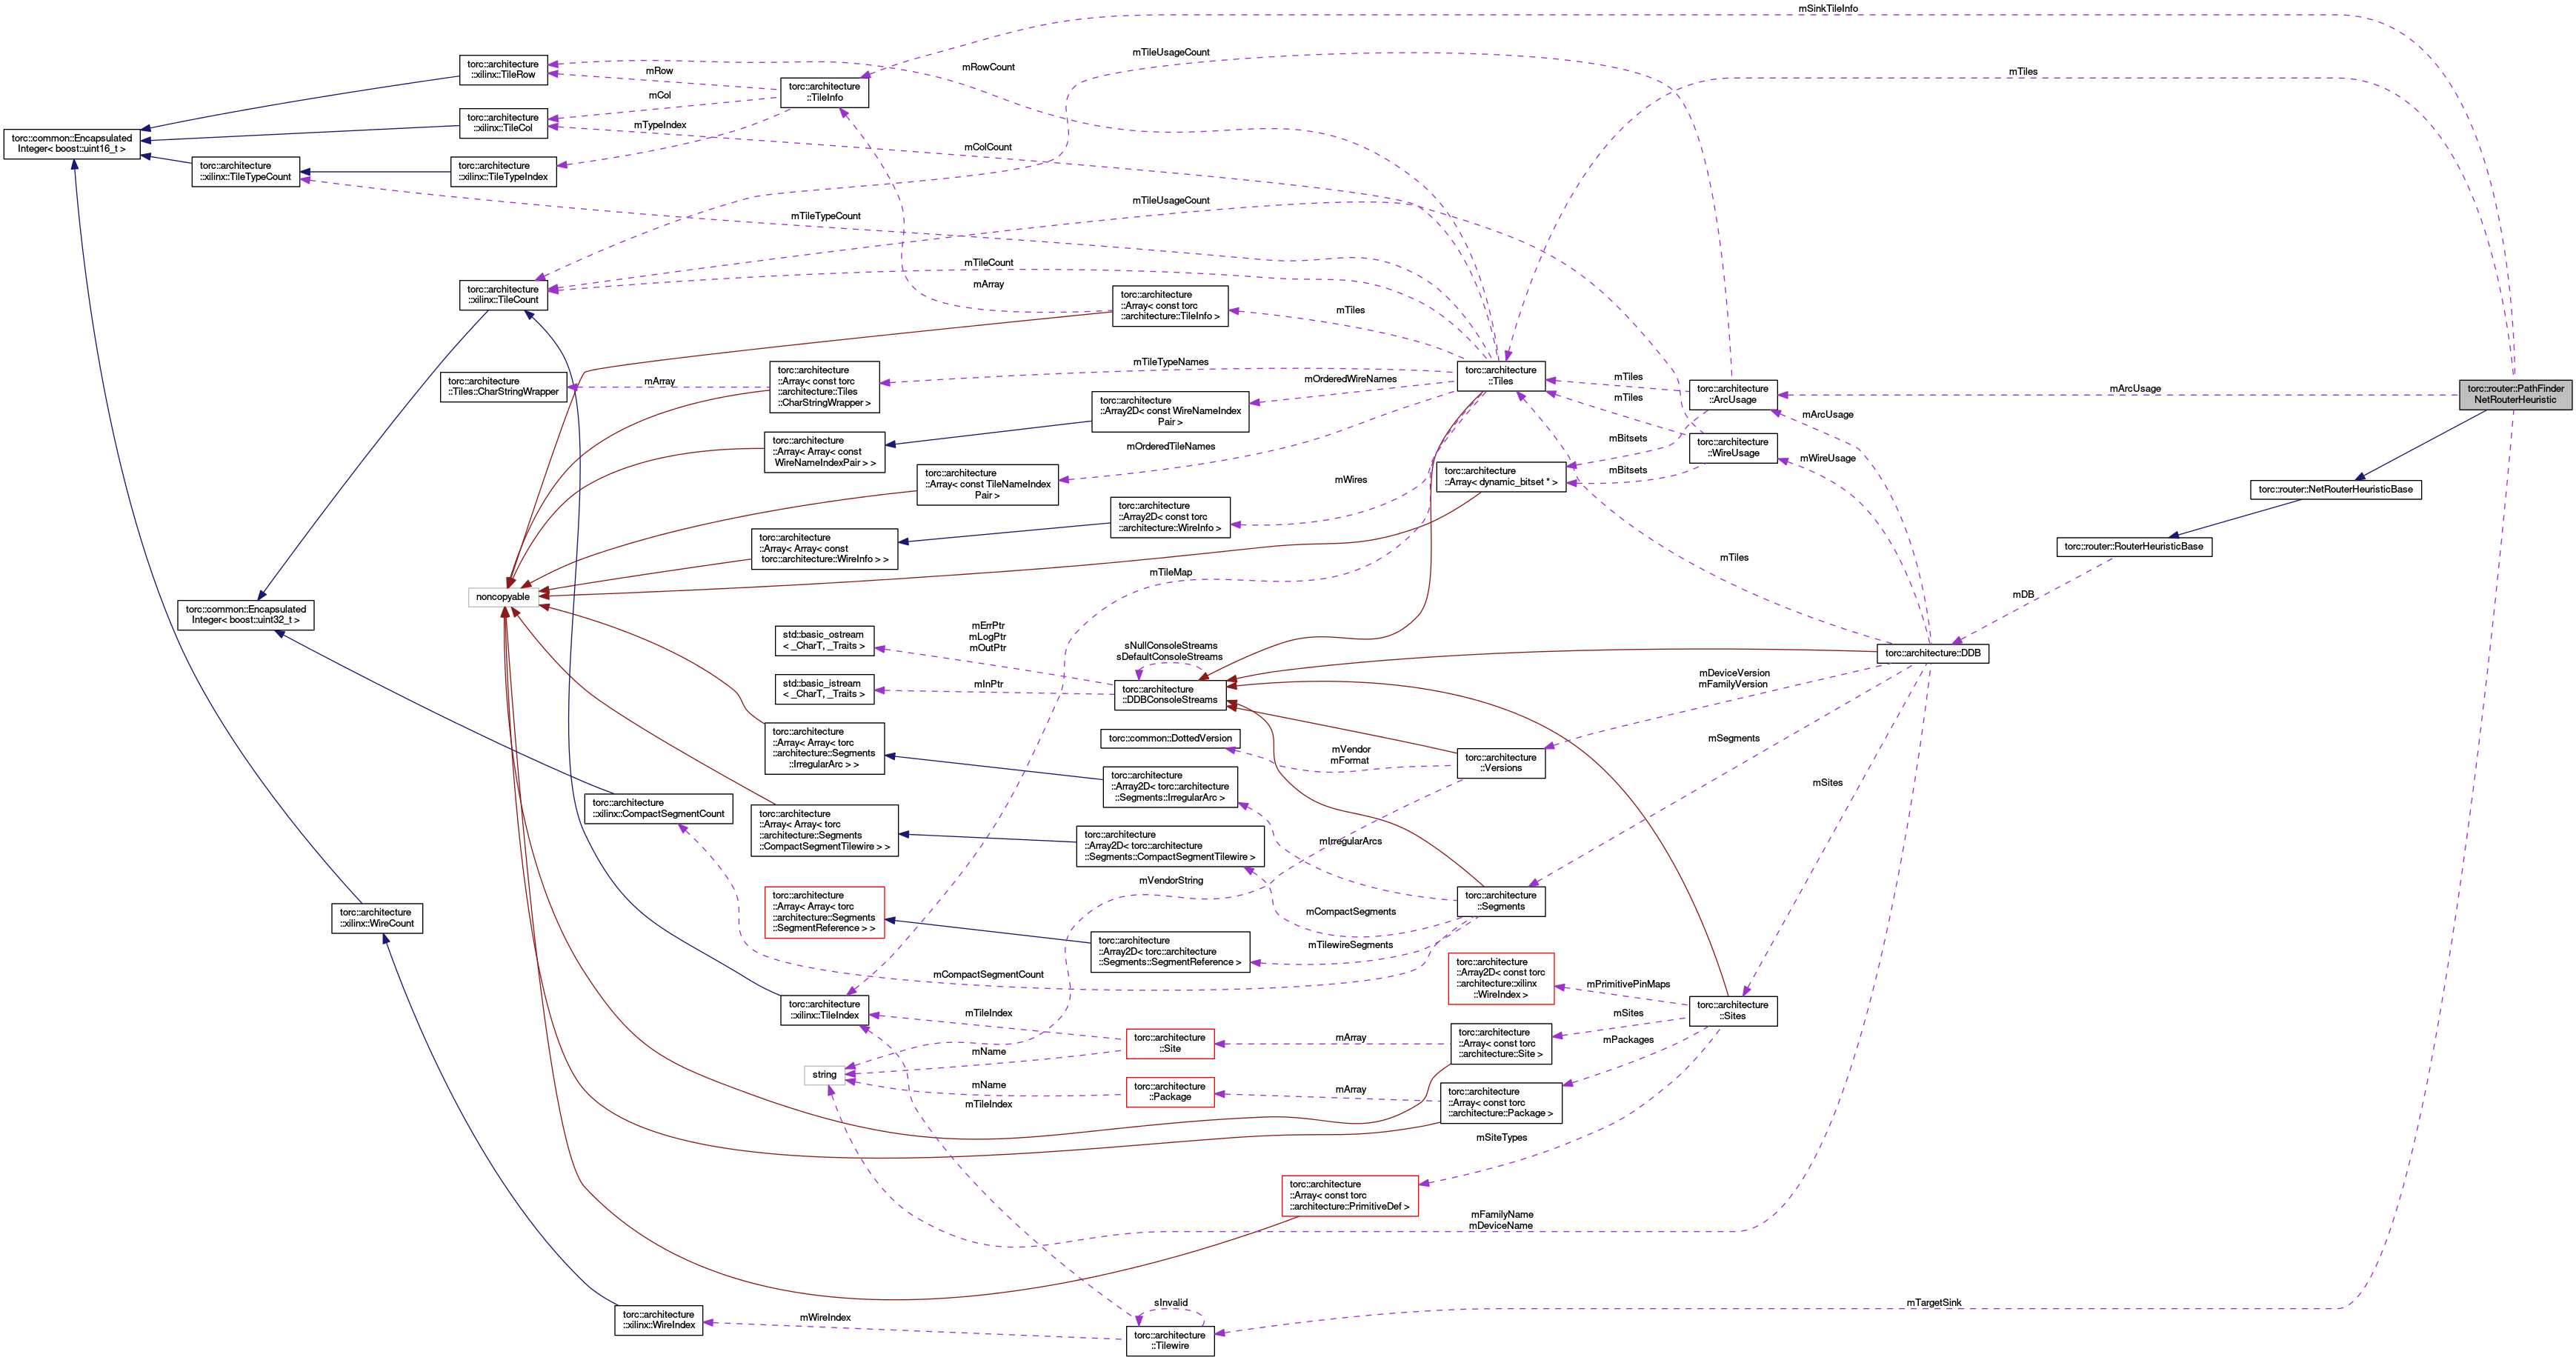 mSinkTileInfo
mTileUsageCount
mRowCount
mTiles
torc::architecture
::xilinx::TileRow
mRow
torc::architecture
::TileInfo
mCol
torc::architecture
::xilinx::TileCol
mTypeIndex
torc::common::Encapsulated
Integer< boost::uint16_t >
mColCount
torc::architecture
::xilinx::TileTypeCount
torc::architecture
::xilinx::TileTypeIndex
mTileUsageCount
mTileTypeCount
mTileCount
torc::architecture
::xilinx::TileCount
mArray
torc::architecture
::Array< const torc
::architecture::TileInfo >
mTiles
mTileTypeNames
torc::architecture
::Tiles::CharStringWrapper
mArray
torc::architecture
::Array< const torc
::architecture::Tiles
::CharStringWrapper >
mOrderedWireNames
torc::architecture
::Tiles
mTiles
torc::architecture
::ArcUsage
mArcUsage
torc::router::PathFinder
NetRouterHeuristic
torc::architecture
::Array2D< const WireNameIndex
Pair >
mTiles
mArcUsage
torc::architecture
::Array< Array< const
WireNameIndexPair > >
mOrderedTileNames
mBitsets
torc::architecture
::WireUsage
mWireUsage
torc::architecture
::Array< const TileNameIndex
Pair >
mWires
torc::architecture
::Array< dynamic_bitset * >
mBitsets
torc::router::NetRouterHeuristicBase
torc::architecture
::Array2D< const torc
::architecture::WireInfo >
torc::architecture
::Array< Array< const
torc::architecture::WireInfo > >
mTiles
torc::router::RouterHeuristicBase
mTileMap
noncopyable
mDB
torc::common::Encapsulated
Integer< boost::uint32_t >
std::basic_ostream
< _CharT, _Traits >
mErrPtr
mLogPtr
mOutPtr
sNullConsoleStreams
sDefaultConsoleStreams
torc::architecture::DDB
std::basic_istream
< _CharT, _Traits >
mInPtr
torc::architecture
::DDBConsoleStreams
mDeviceVersion
mFamilyVersion
torc::architecture
::Array< Array< torc
::architecture::Segments
::IrregularArc > >
torc::common::DottedVersion
mVendor
mFormat
torc::architecture
::Versions
mSegments
torc::architecture
::Array2D< torc::architecture
::Segments::IrregularArc >
mSites
torc::architecture
::xilinx::CompactSegmentCount
torc::architecture
::Array< Array< torc
::architecture::Segments
::CompactSegmentTilewire > >
torc::architecture
::Array2D< torc::architecture
::Segments::CompactSegmentTilewire >
mIrregularArcs
mVendorString
torc::architecture
::Segments
torc::architecture
::xilinx::WireCount
torc::architecture
::Array< Array< torc
::architecture::Segments
::SegmentReference > >
mCompactSegments
mTilewireSegments
torc::architecture
::Array2D< torc::architecture
::Segments::SegmentReference >
mCompactSegmentCount
torc::architecture
::Array2D< const torc
::architecture::xilinx
::WireIndex >
mPrimitivePinMaps
torc::architecture
::xilinx::TileIndex
mTileIndex
torc::architecture
::Sites
mSites
torc::architecture
::Site
mArray
torc::architecture
::Array< const torc
::architecture::Site >
mPackages
mName
string
mName
torc::architecture
::Package
mArray
torc::architecture
::Array< const torc
::architecture::Package >
mTileIndex
mSiteTypes
torc::architecture
::Array< const torc
::architecture::PrimitiveDef >
mFamilyName
mDeviceName
sInvalid
mTargetSink
torc::architecture
::xilinx::WireIndex
mWireIndex
torc::architecture
::Tilewire